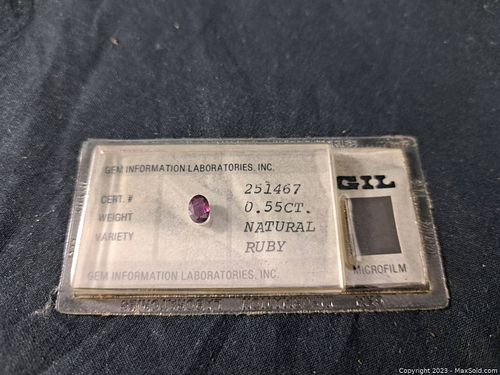 GEM INFORMATION LABORATORIES, INC.
CERT. # 251467
WEIGHT 0.55CT.
VARIETY NATURAL
RUBY
GEM INFORMATION LABORATORIES, INC.
GIL
MICROFILM
Copyright 2023 - MaxSold.com